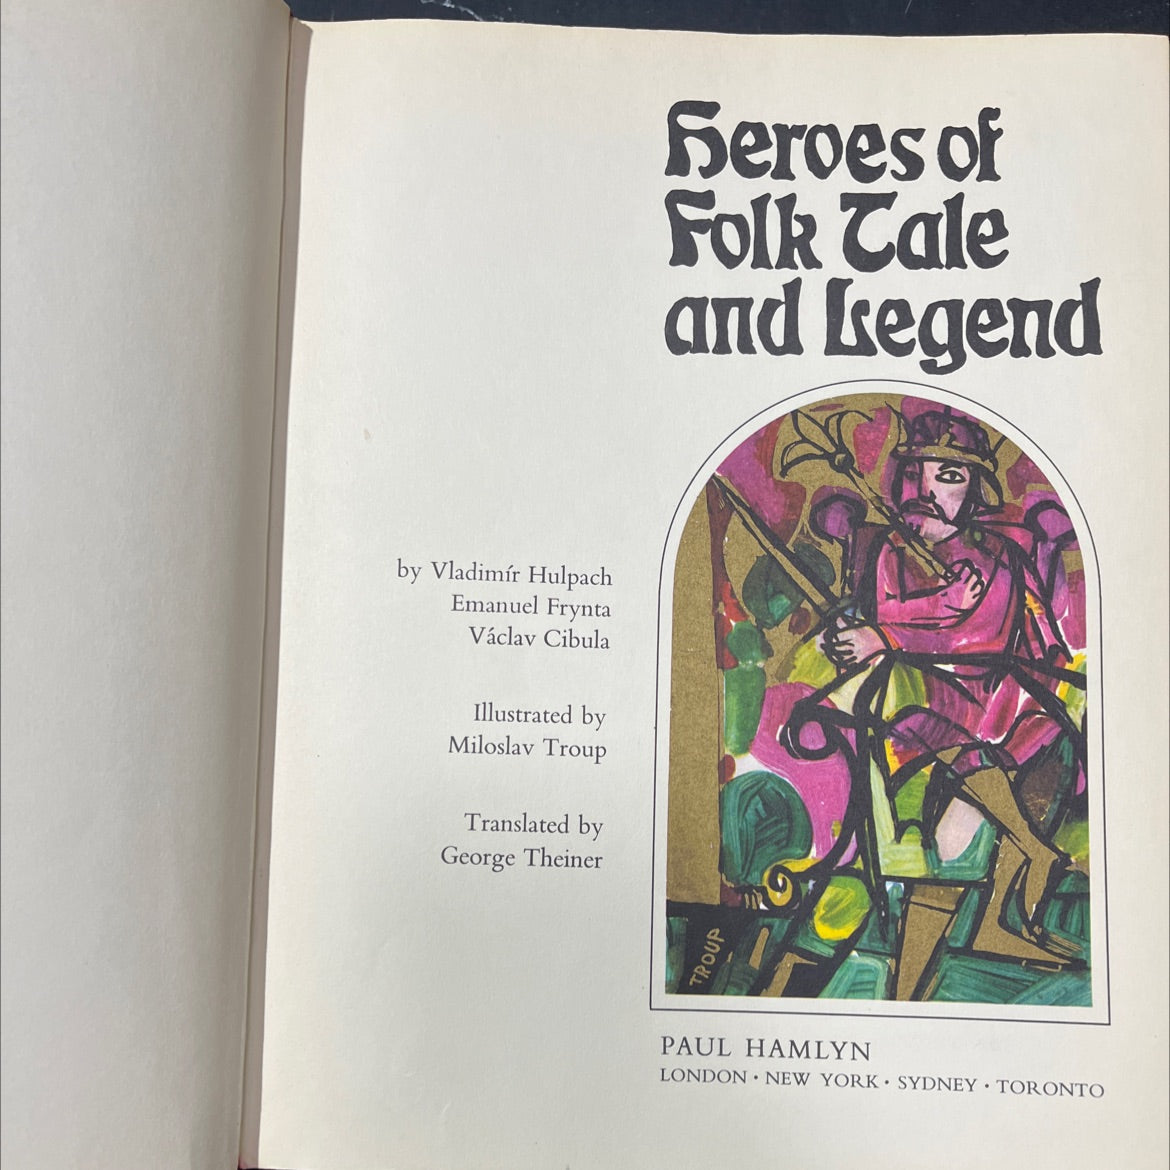 Heroes of
Folk Tale
and Legend
by Vladimír Hulpach
Emanuel Frynta
Václav Cibula
Illustrated by
Miloslav Troup
Translated by
George Theiner
TROUP
PAUL HAMLYN
LONDON · NEW YORK · SYDNEY · TORONTO